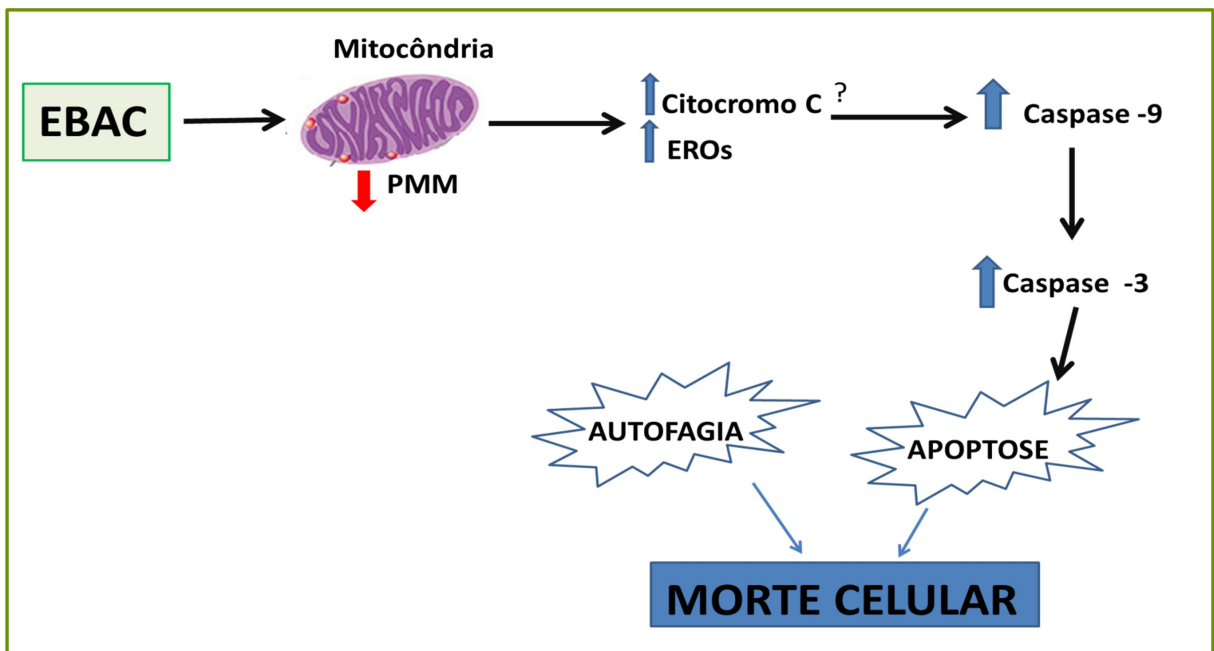 Mitocôndria
EBAC
PMM
Citocromo C
EROs
?
Caspase -9
Caspase -3
AUTOFAGIA
APOPTOSE
MORTE CELULAR